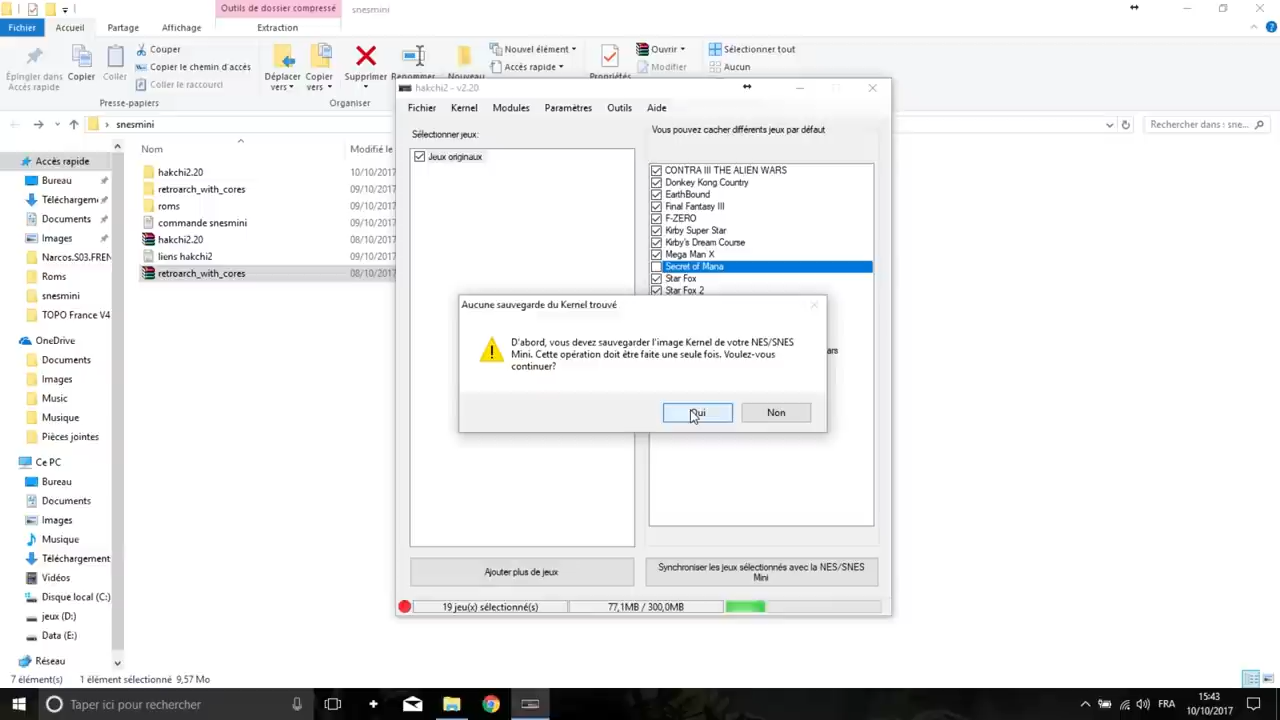 Outils de dossier compressé
snesmini
Fichier
Accueil
Partage
Affichage
Extraction
Épingler dans
Accès rapide
Copier
Coller
Couper
Copier le chemin d'accès
Coller le raccourci
Presse-papiers
Déplacer
vers
Copier
vers
Supprimer
Renommer
Organiser
Nouveau
Nouvel élément
Accès rapide
Propriétés
Ouvrir
Modifier
Sélectionner tout
Aucun
snesmini
Rechercher dans : sne...
Accès rapide
Bureau
Téléchargem
Documents
Images
Narcos.S03.FREN
Roms
snesmini
TOPO France V4
OneDrive
Documents
Images
Music
Musique
Pièces jointes
Ce PC
Bureau
Documents
Images
Musique
Téléchargement
Vidéos
Disque local (C:)
jeux (D:)
Data (E:)
Réseau
Nom
Modifié le
hakchi2.20
10/10/2017
retroarch_with_cores
09/10/2017
roms
09/10/2017
commande snesmini
09/10/2017
hakchi2.20
08/10/2017
liens hakchi2
09/10/2017
retroarch_with_cores
08/10/2017
hakchi2 - v2.20
Fichier
Kernel
Modules
Paramètres
Outils
Aide
Sélectionner jeux:
Jeux originaux
Vous pouvez cacher différents jeux par défaut
CONTRA III THE ALIEN WARS
Donkey Kong Country
EarthBound
Final Fantasy III
F-ZERO
Kirby Super Star
Kirby's Dream Course
Mega Man X
Secret of Mana
Star Fox
Star Fox 2
ars
Aucune sauvegarde du Kernel trouvé
D'abord, vous devez sauvegarder l'image Kernel de votre NES/SNES
Mini. Cette opération doit être faite une seule fois. Voulez-vous
continuer?
Oui
Non
Ajouter plus de jeux
Synchroniser les jeux sélectionnés avec la NES/SNES
Mini
19 jeu(x) sélectionné(s)
77,1MB / 300,0MB
7 élément(s)
1 élément sélectionné 9,57 Mo
Taper ici pour rechercher
FRA
15:43
10/10/2017